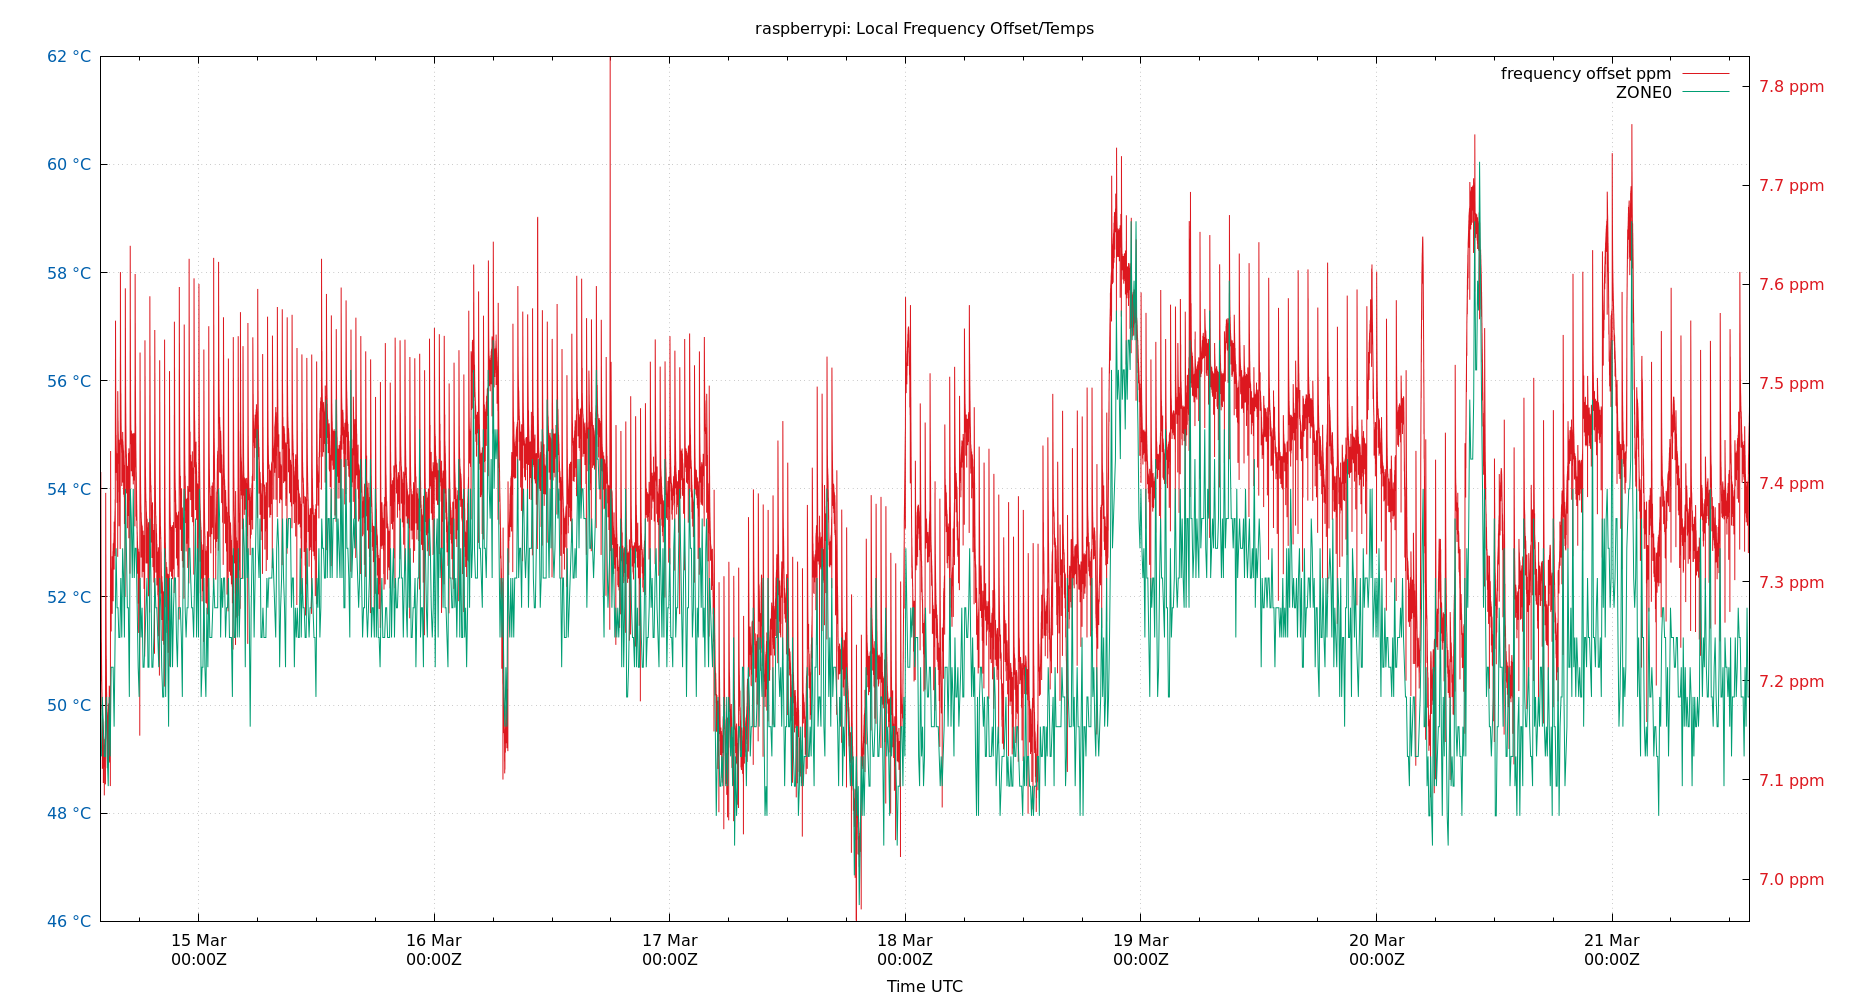 raspberrypi: Local Frequency Offset/Temps
62 °C
60 °C
58 °C
56 °C
54 °C
52 °C
50 °C
48 °C
46 °C
frequency offset ppm
ZONE0
7.8 ppm
7.7 ppm
7.6 ppm
7.5 ppm
7.4 ppm
7.3 ppm
7.2 ppm
7.1 ppm
7.0 ppm
15 Mar
00:00Z
16 Mar
00:00Z
17 Mar
00:00Z
18 Mar
00:00Z
19 Mar
00:00Z
20 Mar
00:00Z
21 Mar
00:00Z
Time UTC